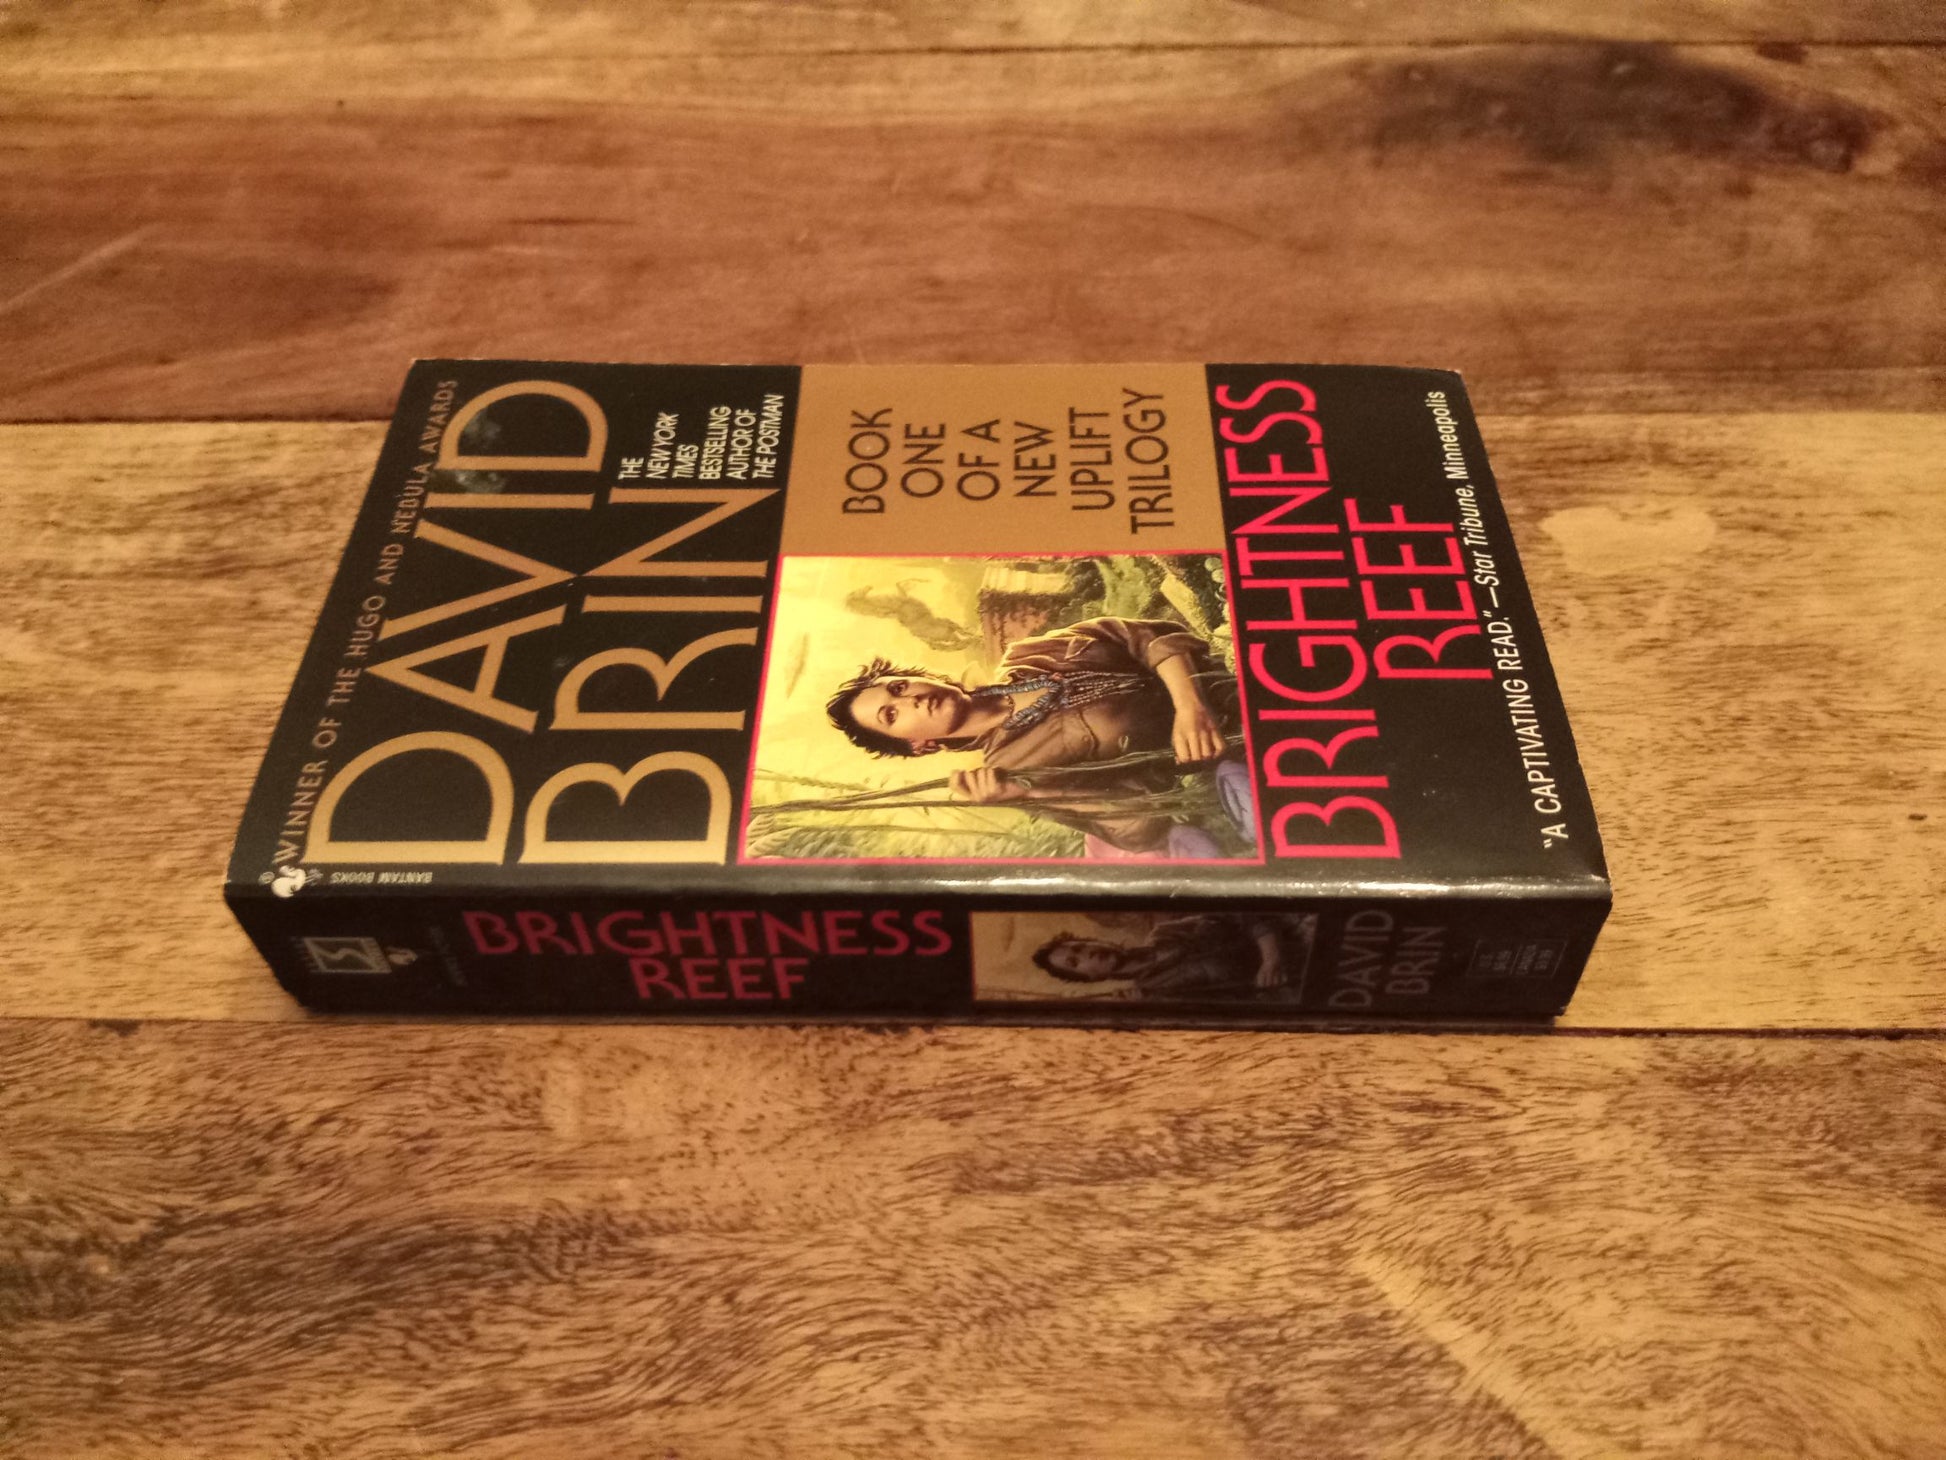 WINNER OF THE HUGO AND NEBULA AWARDS
DAVID
BRIN
THE
NEW YORK
TIMES
BESTSELLING
AUTHOR OF
THE POSTMAN
BOOK
ONE
OF A
NEW
UPLIFT
TRILOGY
BRIGHTNESS
REEF
"A CAPTIVATING READ."—Star Tribune, Minneapolis
BANTAM BOOKS
BRIGHTNESS
REEF
DAVID
BRIN